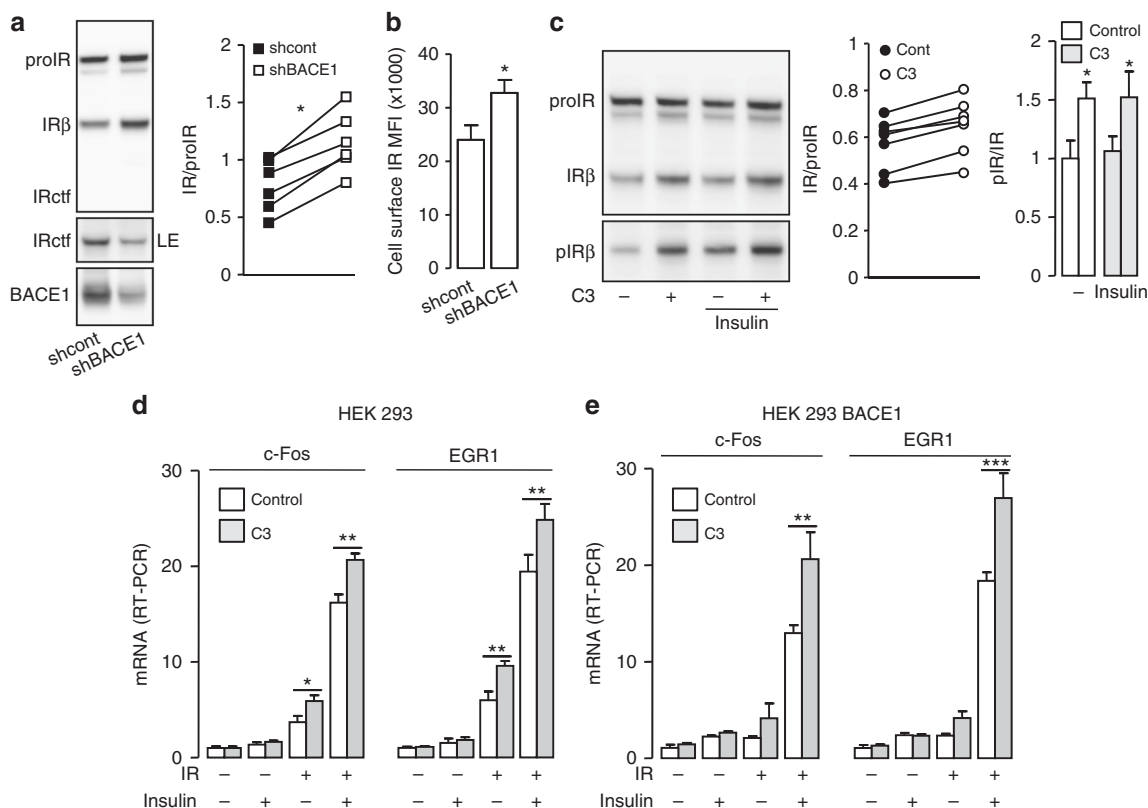 a
proIR
IRβ
IRctf
IRctf
LE
BACE1
shcont
shBACE1
IR/proIR
2
1.5
1
0.5
0
shcont
shBACE1
*
b
Cell surface IR MFI (x1000)
40
30
20
10
0
*
shcont
shBACE1
c
proIR
IRβ
pIRβ
C3
– + – +
Insulin
IR/proIR
1
0.8
0.6
0.4
0.2
0
Cont
C3
pIR/IR
2
1.5
1
0.5
0
Control
C3
* *
– Insulin
d
HEK 293
c-Fos EGR1
mRNA (RT-PCR)
30
20
10
0
Control
C3
* ** ** **
IR – – + + – – + +
Insulin – + – + – + – +
e
HEK 293 BACE1
c-Fos EGR1
mRNA (RT-PCR)
30
20
10
0
Control
C3
** ***
IR – – + + – – + +
Insulin – + – + – + – +